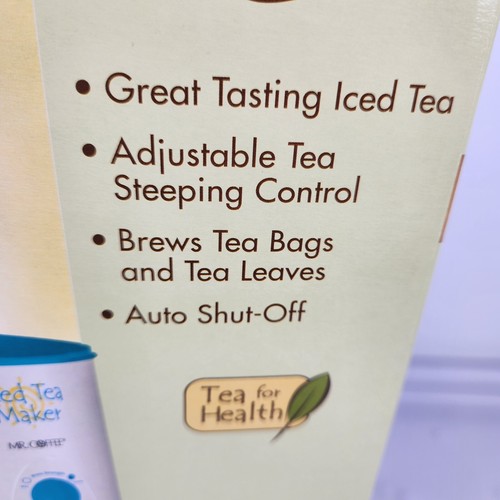 • Great Tasting Iced Tea
• Adjustable Tea
Steeping Control
• Brews Tea Bags
and Tea Leaves
• Auto Shut-Off
Tea for
Health
ed Tea
Maker
MR. COFFEE